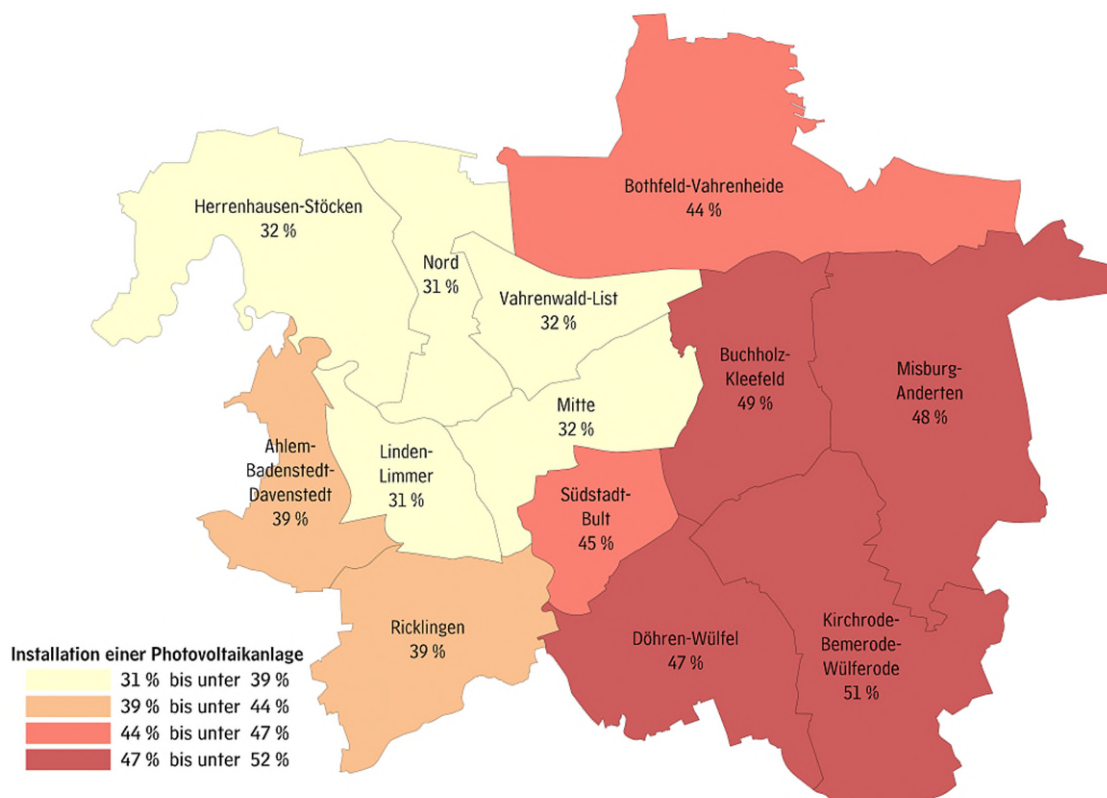 Bothfeld-Vahrenheide
44 %
Herrenhausen-Stöcken
32 %
Nord
31 %
Vahrenwald-List
32 %
Buchholz-
Kleefeld
49 %
Misburg-
Anderten
48 %
Mitte
32 %
Ahlem-
Badenstedt-
Davenstedt
39 %
Linden-
Limmer
31 %
Südstadt-
Bult
45 %
Ricklingen
39 %
Döhren-Wülfel
47 %
Kirchrode-
Bemerode-
Wülferode
51 %
Installation einer Photovoltaikanlage
31 % bis unter 39 %
39 % bis unter 44 %
44 % bis unter 47 %
47 % bis unter 52 %